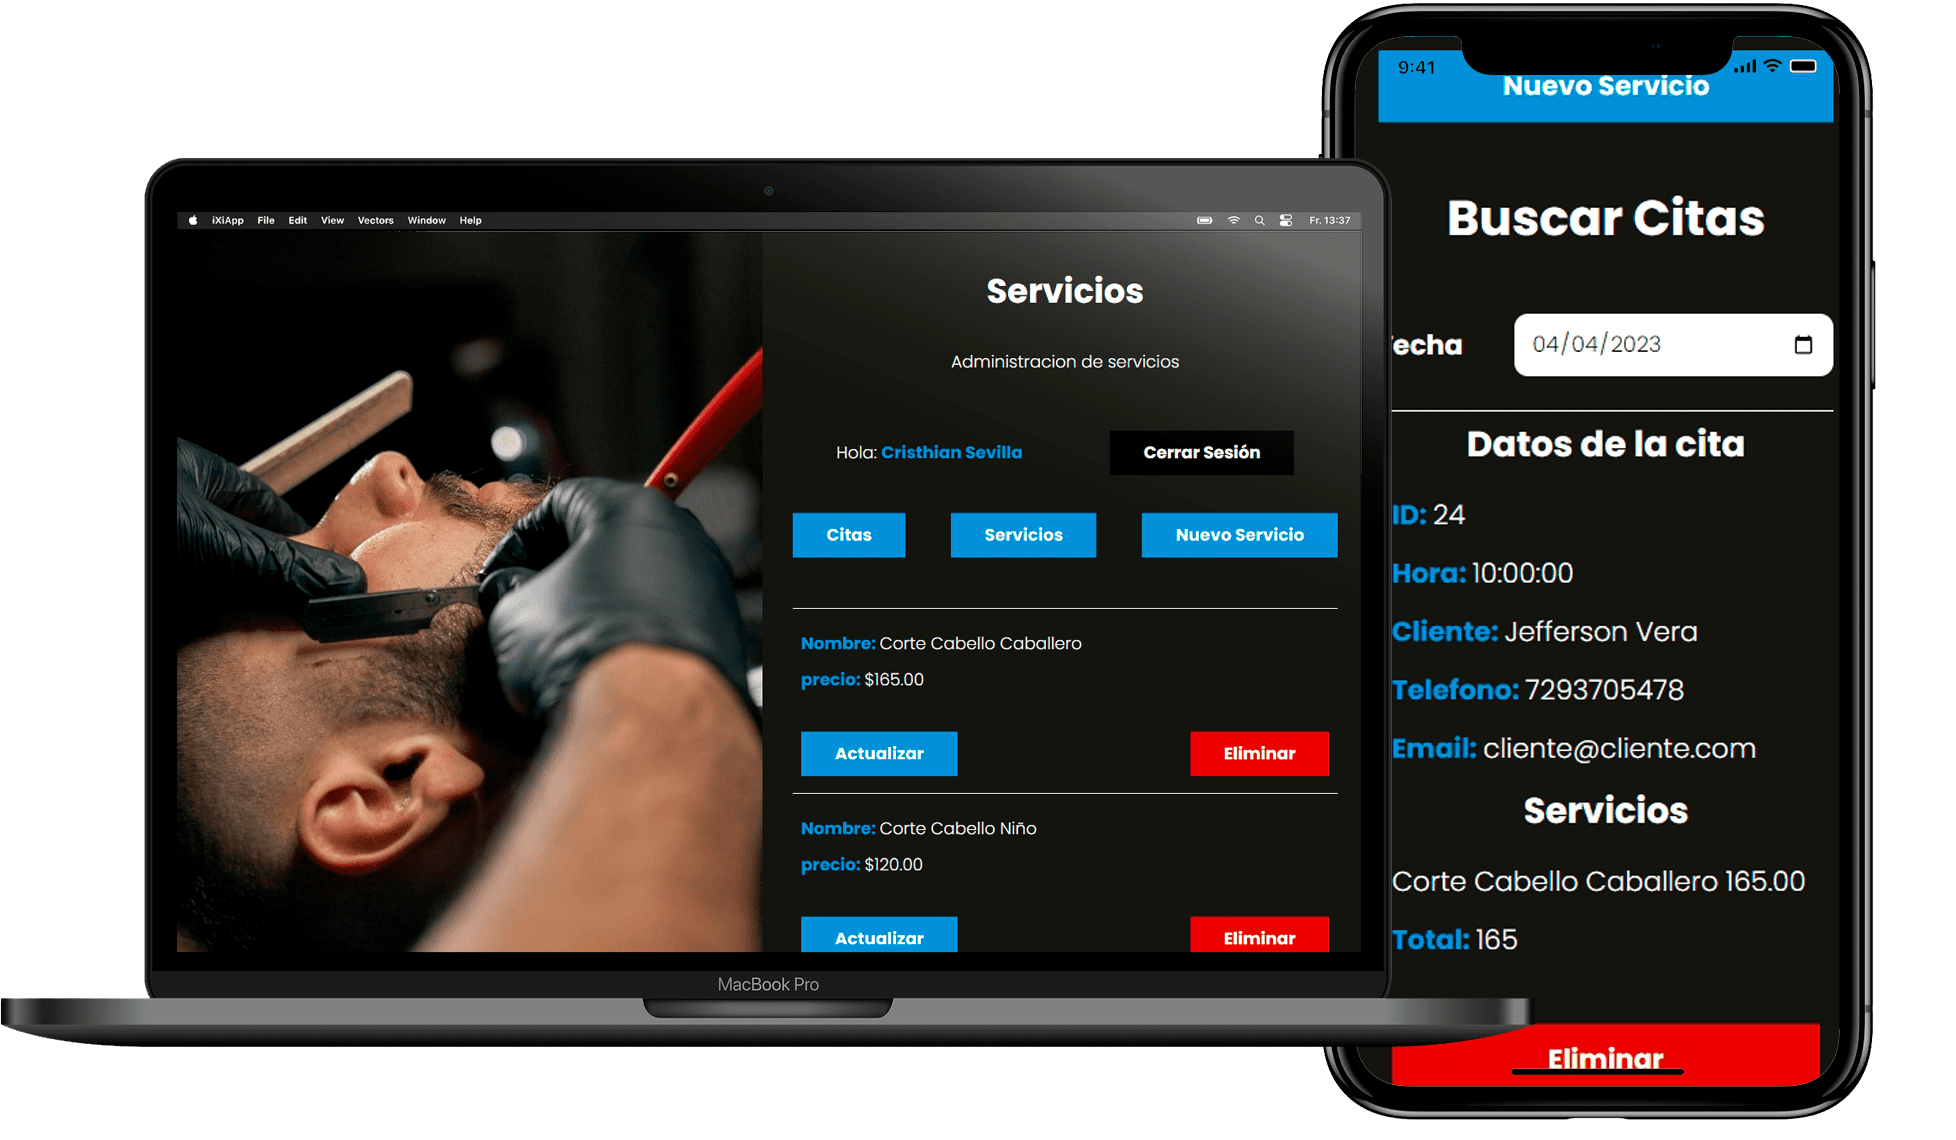 iXiApp File Edit View Vectors Window Help Fr. 13:37
Servicios
Administracion de servicios
Hola: Cristhian Sevilla
Cerrar Sesión
Citas Servicios Nuevo Servicio
Nombre: Corte Cabello Caballero
precio: $165.00
Actualizar Eliminar
Nombre: Corte Cabello Niño
precio: $120.00
Actualizar Eliminar
MacBook Pro
9:41
Nuevo Servicio
Buscar Citas
echa 04/04/2023
Datos de la cita
ID: 24
Hora: 10:00:00
Cliente: Jefferson Vera
Telefono: 7293705478
Email: cliente@cliente.com
Servicios
Corte Cabello Caballero 165.00
Total: 165
Eliminar